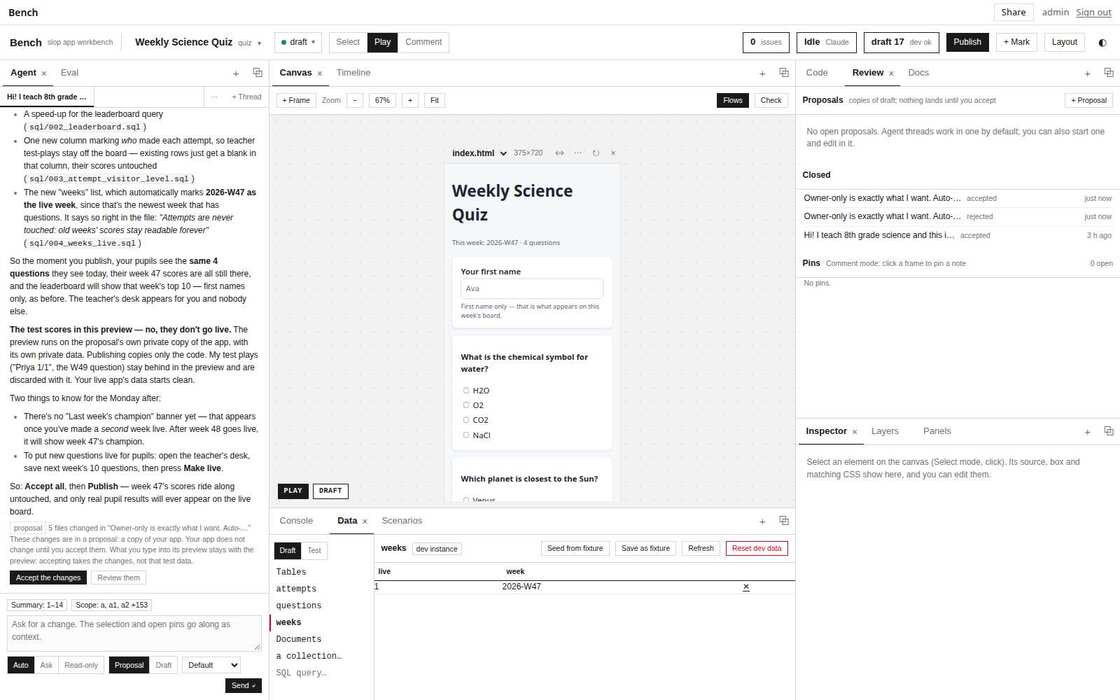 Bench
Share admin Sign out
Bench slop app workbench Weekly Science Quiz quiz ▾ draft ▾ Select Play Comment 0 issues Idle Claude draft 17 dev ok Publish + Mark Layout
Agent × Eval +
Hi! I teach 8th grade … ··· + Thread
A speed-up for the leaderboard query
(sql/002_leaderboard.sql)
One new column marking who made each attempt, so teacher
test-plays stay off the board — existing rows just get a blank in
that column, their scores untouched
(sql/003_attempt_visitor_level.sql)
The new "weeks" list, which automatically marks 2026-W47 as
the live week, since that's the newest week that has
questions. It says so right in the file: "Attempts are never
touched: old weeks' scores stay readable forever"
(sql/004_weeks_live.sql)
So the moment you publish, your pupils see the same 4
questions they see today, their week 47 scores are all still there,
and the leaderboard will show that week's top 10 — first names
only, as before. The teacher's desk appears for you and nobody
else.
The test scores in this preview — no, they don't go live. The
preview runs on the proposal's own private copy of the app, with
its own private data. Publishing copies only the code. My test plays
("Priya 1/1", the W49 question) stay behind in the preview and are
discarded with it. Your live app's data starts clean.
Two things to know for the Monday after:
There's no "Last week's champion" banner yet — that appears
once you've made a second week live. After week 48 goes live,
it will show week 47's champion.
To put new questions live for pupils: open the teacher's desk,
save next week's 10 questions, then press Make live.
So: Accept all, then Publish — week 47's scores ride along
untouched, and only real pupil results will ever appear on the live
board.
proposal 5 files changed in "Owner-only is exactly what I want. Auto-…"
These changes are in a proposal: a copy of your app. Your app does not
change until you accept them. What you type into its preview stays with the
preview: accepting takes the changes, not that test data.
Accept the changes Review them
Summary: 1–14 Scope: a, a1, a2 +153
Ask for a change. The selection and open pins go along as
context.
Auto Ask Read-only Proposal Draft Default
Send
Canvas × Timeline +
+ Frame Zoom − 67% + Fit Flows Check
index.html 375×720 ··· ×
Weekly Science
Quiz
This week: 2026-W47 · 4 questions
Your first name
Ava
First name only — that is what appears on this
week's board.
What is the chemical symbol for
water?
H2O
O2
CO2
NaCl
Which planet is closest to the Sun?
Venus
PLAY DRAFT
Console Data × Scenarios +
Draft Test
Tables
attempts
questions
weeks
Documents
a collection…
SQL query…
weeks dev instance Seed from fixture Save as fixture Refresh Reset dev data
live week
1 2026-W47 ×
Code Review × Docs +
Proposals copies of draft; nothing lands until you accept + Proposal
No open proposals. Agent threads work in one by default; you can also start one
and edit in it.
Closed
Owner-only is exactly what I want. Auto-… accepted just now
Owner-only is exactly what I want. Auto-… rejected just now
Hi! I teach 8th grade science and this i… accepted 3 h ago
Pins Comment mode: click a frame to pin a note 0 open
No pins.
Inspector × Layers Panels +
Select an element on the canvas (Select mode, click). Its source, box and
matching CSS show here, and you can edit them.